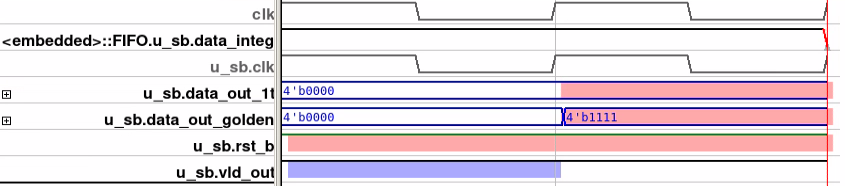 clk
<embedded>::FIFO.u_sb.data_integ
u_sb.clk
u_sb.data_out_1t 4'b0000
u_sb.data_out_golden 4'b0000 4'b1111
u_sb.rst_b
u_sb.vld_out